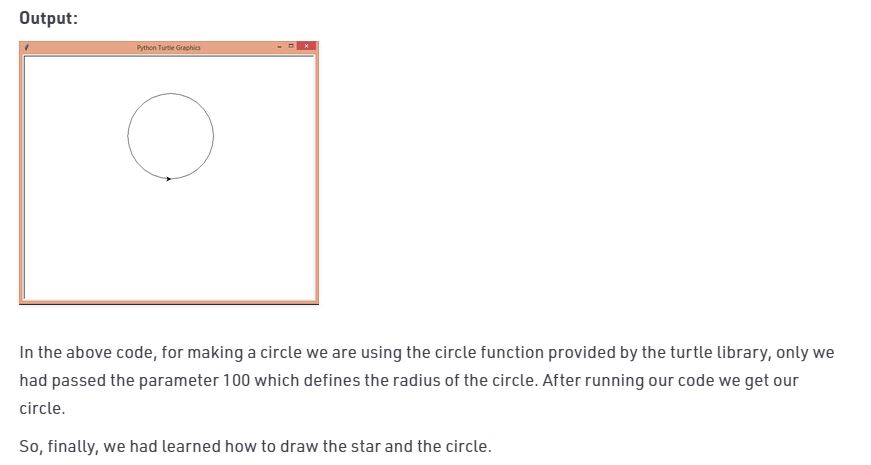 Output:
Python Turtle Graphics
In the above code, for making a circle we are using the circle function provided by the turtle library, only we
had passed the parameter 100 which defines the radius of the circle. After running our code we get our
circle.
So, finally, we had learned how to draw the star and the circle.